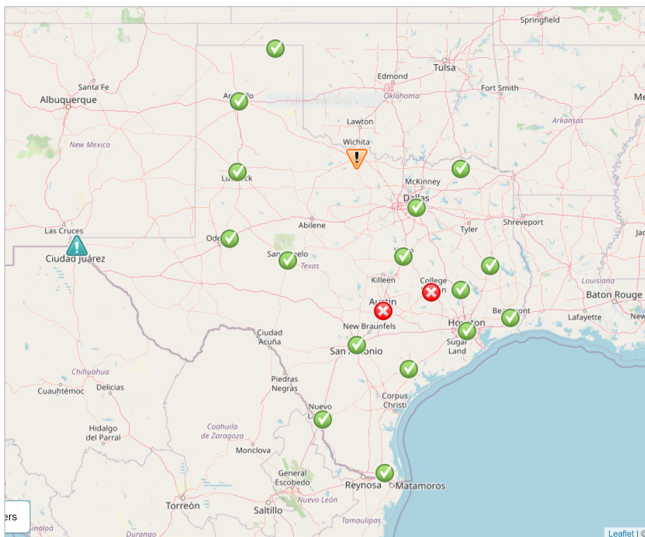 Springfield
Tulsa
Edmond
Santa Fe
Fort Smith
Albuquerque
Oklahoma
Arkansas
Lawton
New Mexico
Wichita
McKinney
Dallas
Shreveport
Las Cruces
Abilene
Tyler
Ciudad Juárez
Texas
Killeen
College
Louisiana
Baton Rouge
Austin
Lafayette
New Braunfels
Houston
Ciudad
Acuña
Sugar
Land
San Antonio
Chihuahua
Piedras
Negras
Cuauhtémoc
Delicias
Corpus
Christi
Nuevo
Hidalgo
del Parral
Coahuila
de Zaragoza
Monclova
General
Escobedo
Reynosa
Matamoros
Nuevo León
Torreón
Saltillo
ers
Tamaulipas
Durango
Leaflet | ©